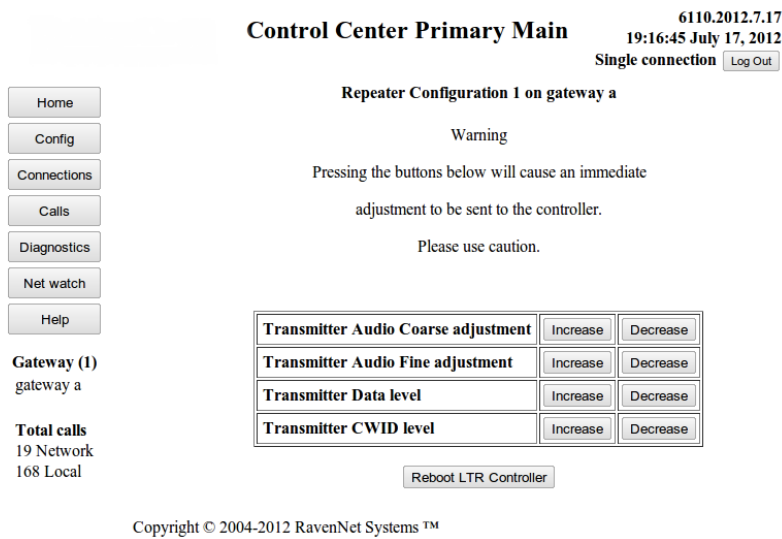 Control Center Primary Main
6110.2012.7.17
19:16:45 July 17, 2012
Single connection Log Out
Home
Config
Connections
Calls
Diagnostics
Net watch
Help
Gateway (1)
gateway a
Total calls
19 Network
168 Local
Repeater Configuration 1 on gateway a
Warning
Pressing the buttons below will cause an immediate
adjustment to be sent to the controller.
Please use caution.
Transmitter Audio Coarse adjustment Increase Decrease
Transmitter Audio Fine adjustment Increase Decrease
Transmitter Data level Increase Decrease
Transmitter CWID level Increase Decrease
Reboot LTR Controller
Copyright © 2004-2012 RavenNet Systems ™